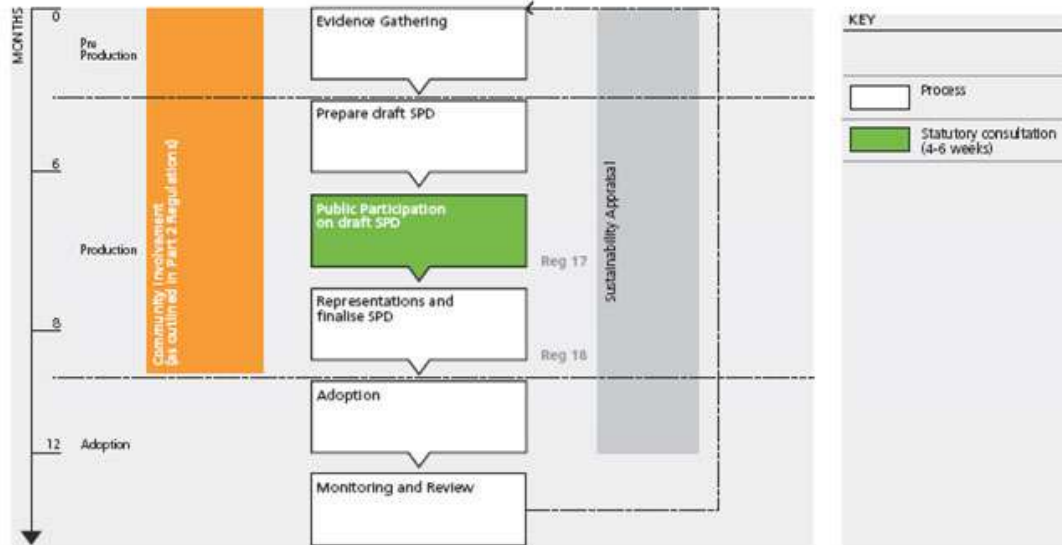 MONTHS
0
Pre
Production
6
Production
8
12
Adoption
Community Involvement
(as outlined in Part 2 Regulations)
Evidence Gathering
Prepare draft SPD
Public Participation
on draft SPD
Reg 17
Representations and
finalise SPD
Reg 18
Adoption
Monitoring and Review
Sustainability Appraisal
KEY
Process
Statutory consultation
(4-6 weeks)